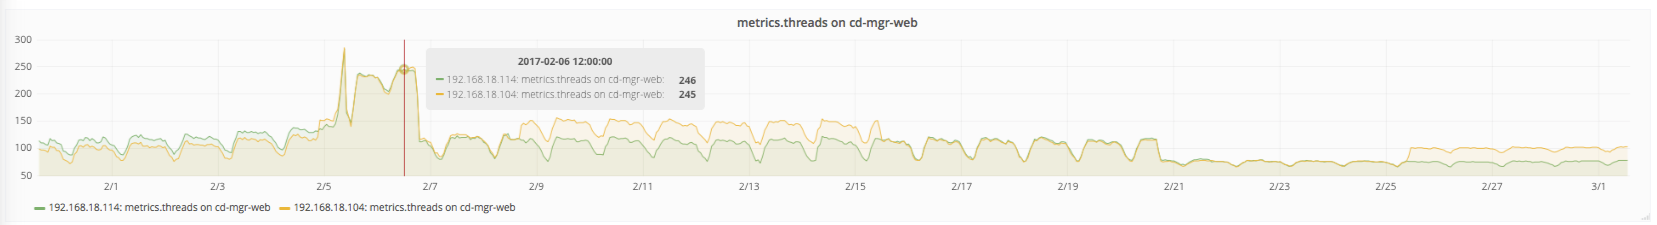 metrics.threads on cd-mgr-web
300
250
200
150
100
50
2017-02-06 12:00:00
192.168.18.114: metrics.threads on cd-mgr-web: 246
192.168.18.104: metrics.threads on cd-mgr-web: 245
2/1 2/3 2/5 2/7 2/9 2/11 2/13 2/15 2/17 2/19 2/21 2/23 2/25 2/27 3/1
192.168.18.114: metrics.threads on cd-mgr-web 192.168.18.104: metrics.threads on cd-mgr-web